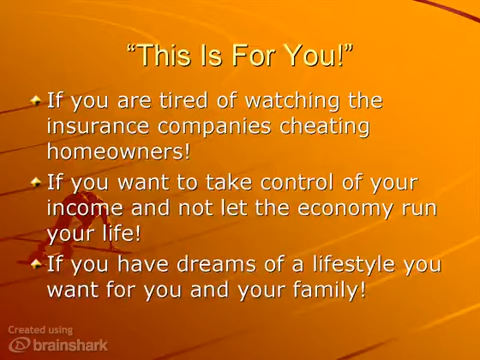 “This Is For You!”
If you are tired of watching the
insurance companies cheating
homeowners!
If you want to take control of your
income and not let the economy run
your life!
If you have dreams of a lifestyle you
want for you and your family!
Created using
brainshark